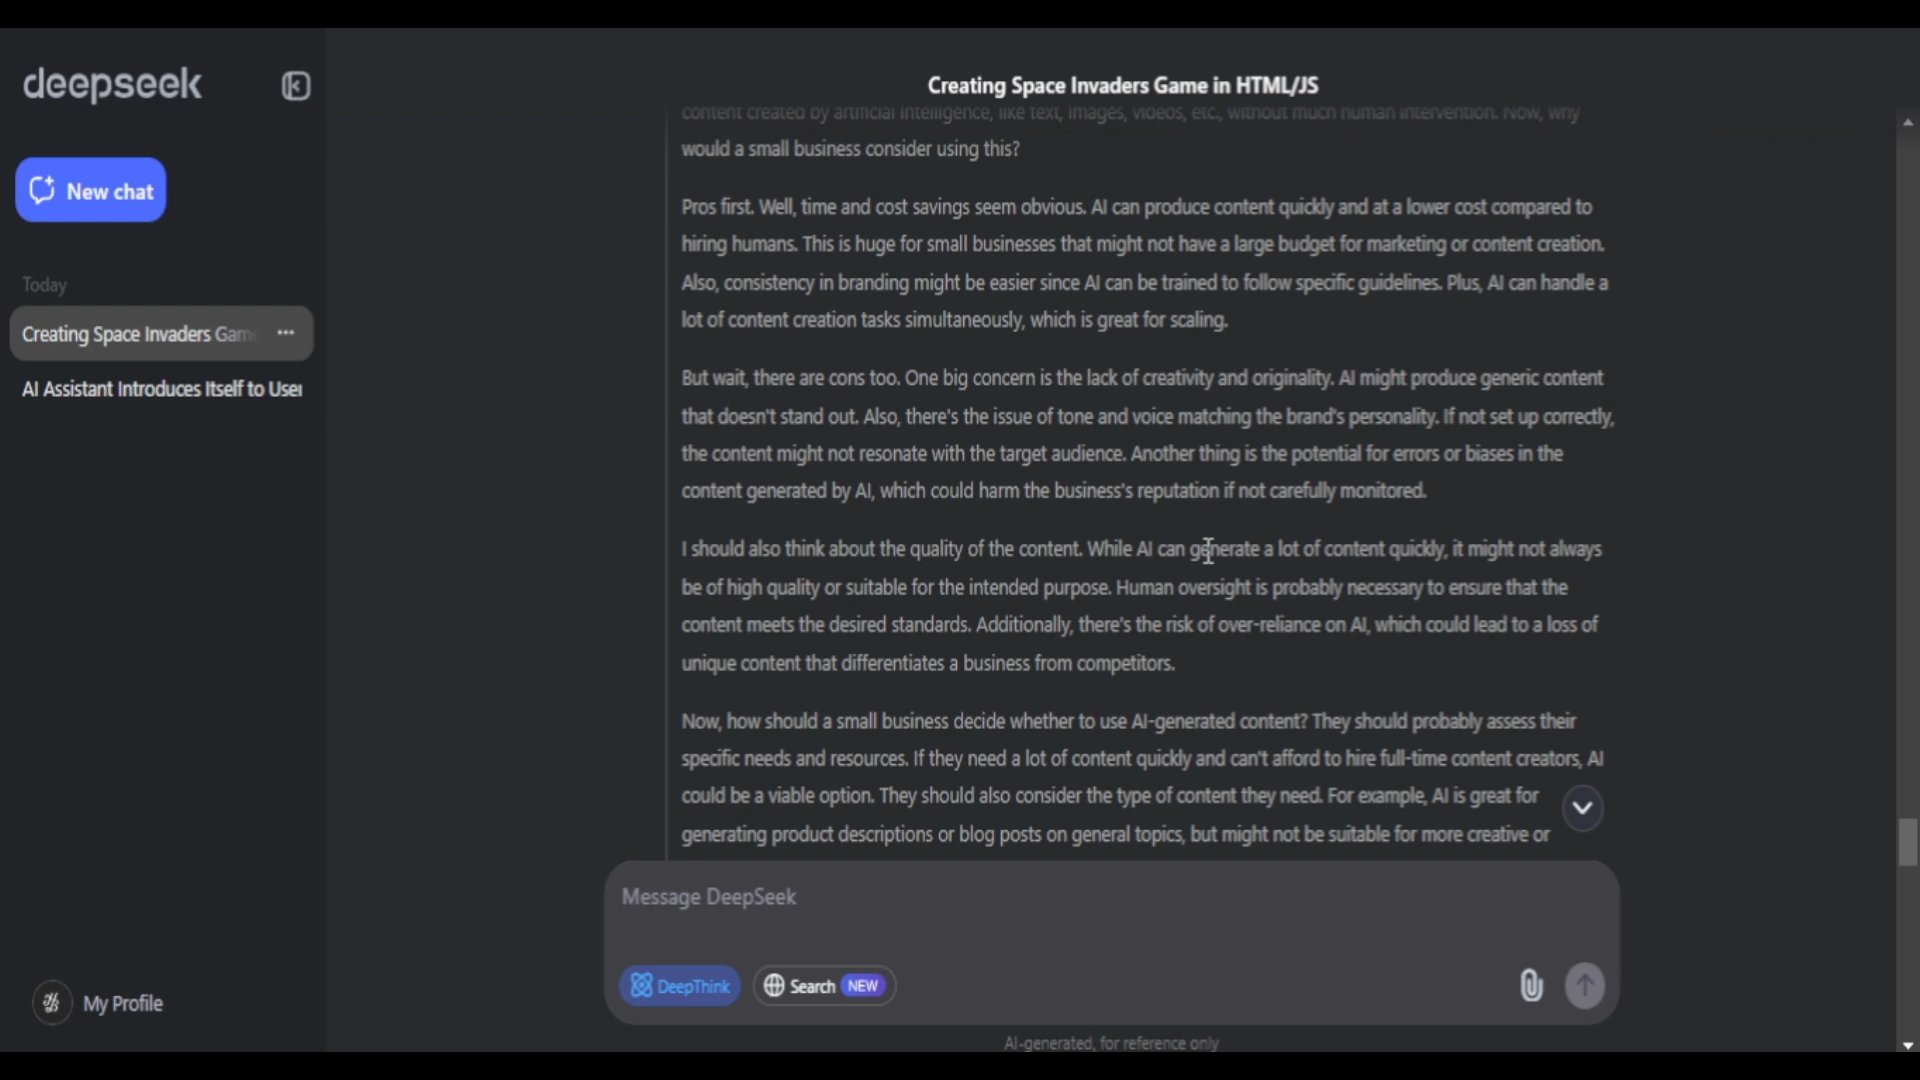 deepseek
New chat
Today
Creating Space Invaders Gam
AI Assistant Introduces Itself to User
My Profile
Creating Space Invaders Game in HTML/JS
content created by artificial intelligence, like text, images, videos, etc., without much human intervention. Now, why
would a small business consider using this?
Pros first. Well, time and cost savings seem obvious. AI can produce content quickly and at a lower cost compared to
hiring humans. This is huge for small businesses that might not have a large budget for marketing or content creation.
Also, consistency in branding might be easier since AI can be trained to follow specific guidelines. Plus, AI can handle a
lot of content creation tasks simultaneously, which is great for scaling.
But wait, there are cons too. One big concern is the lack of creativity and originality. AI might produce generic content
that doesn't stand out. Also, there's the issue of tone and voice matching the brand's personality. If not set up correctly,
the content might not resonate with the target audience. Another thing is the potential for errors or biases in the
content generated by AI, which could harm the business's reputation if not carefully monitored.
I should also think about the quality of the content. While AI can generate a lot of content quickly, it might not always
be of high quality or suitable for the intended purpose. Human oversight is probably necessary to ensure that the
content meets the desired standards. Additionally, there's the risk of over-reliance on AI, which could lead to a loss of
unique content that differentiates a business from competitors.
Now, how should a small business decide whether to use AI-generated content? They should probably assess their
specific needs and resources. If they need a lot of content quickly and can't afford to hire full-time content creators, AI
could be a viable option. They should also consider the type of content they need. For example, AI is great for
generating product descriptions or blog posts on general topics, but might not be suitable for more creative or
Message DeepSeek
DeepThink
Search NEW
AI-generated, for reference only